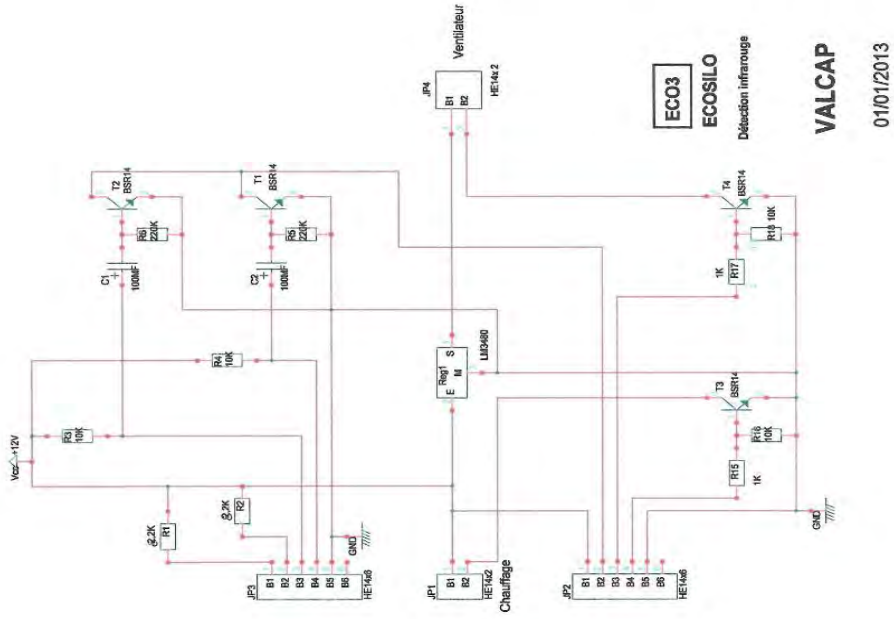 Vcc +12V
R3
10K
R4
10K
C1
100MF
R6
220K
T2
BSR14
C2
100MF
R5
220K
T1
BSR14
2.2K
R1
2.2K
R2
JP3
B1
B2
B3
B4
B5
B6
HE14x6
GND
JP4
B1
B2
HE14x2
Ventilateur
Reg1
E
S
M
LM3480
JP1
B1
B2
HE14x2
Chauffage
JP2
B1
B2
B3
B4
B5
B6
HE14x6
R15
1K
R16
10K
T3
BSR14
1K
R17
R18 10K
T4
BSR14
GND
ECO3
ECOSILO
Détection infrarouge
VALCAP
01/01/2013